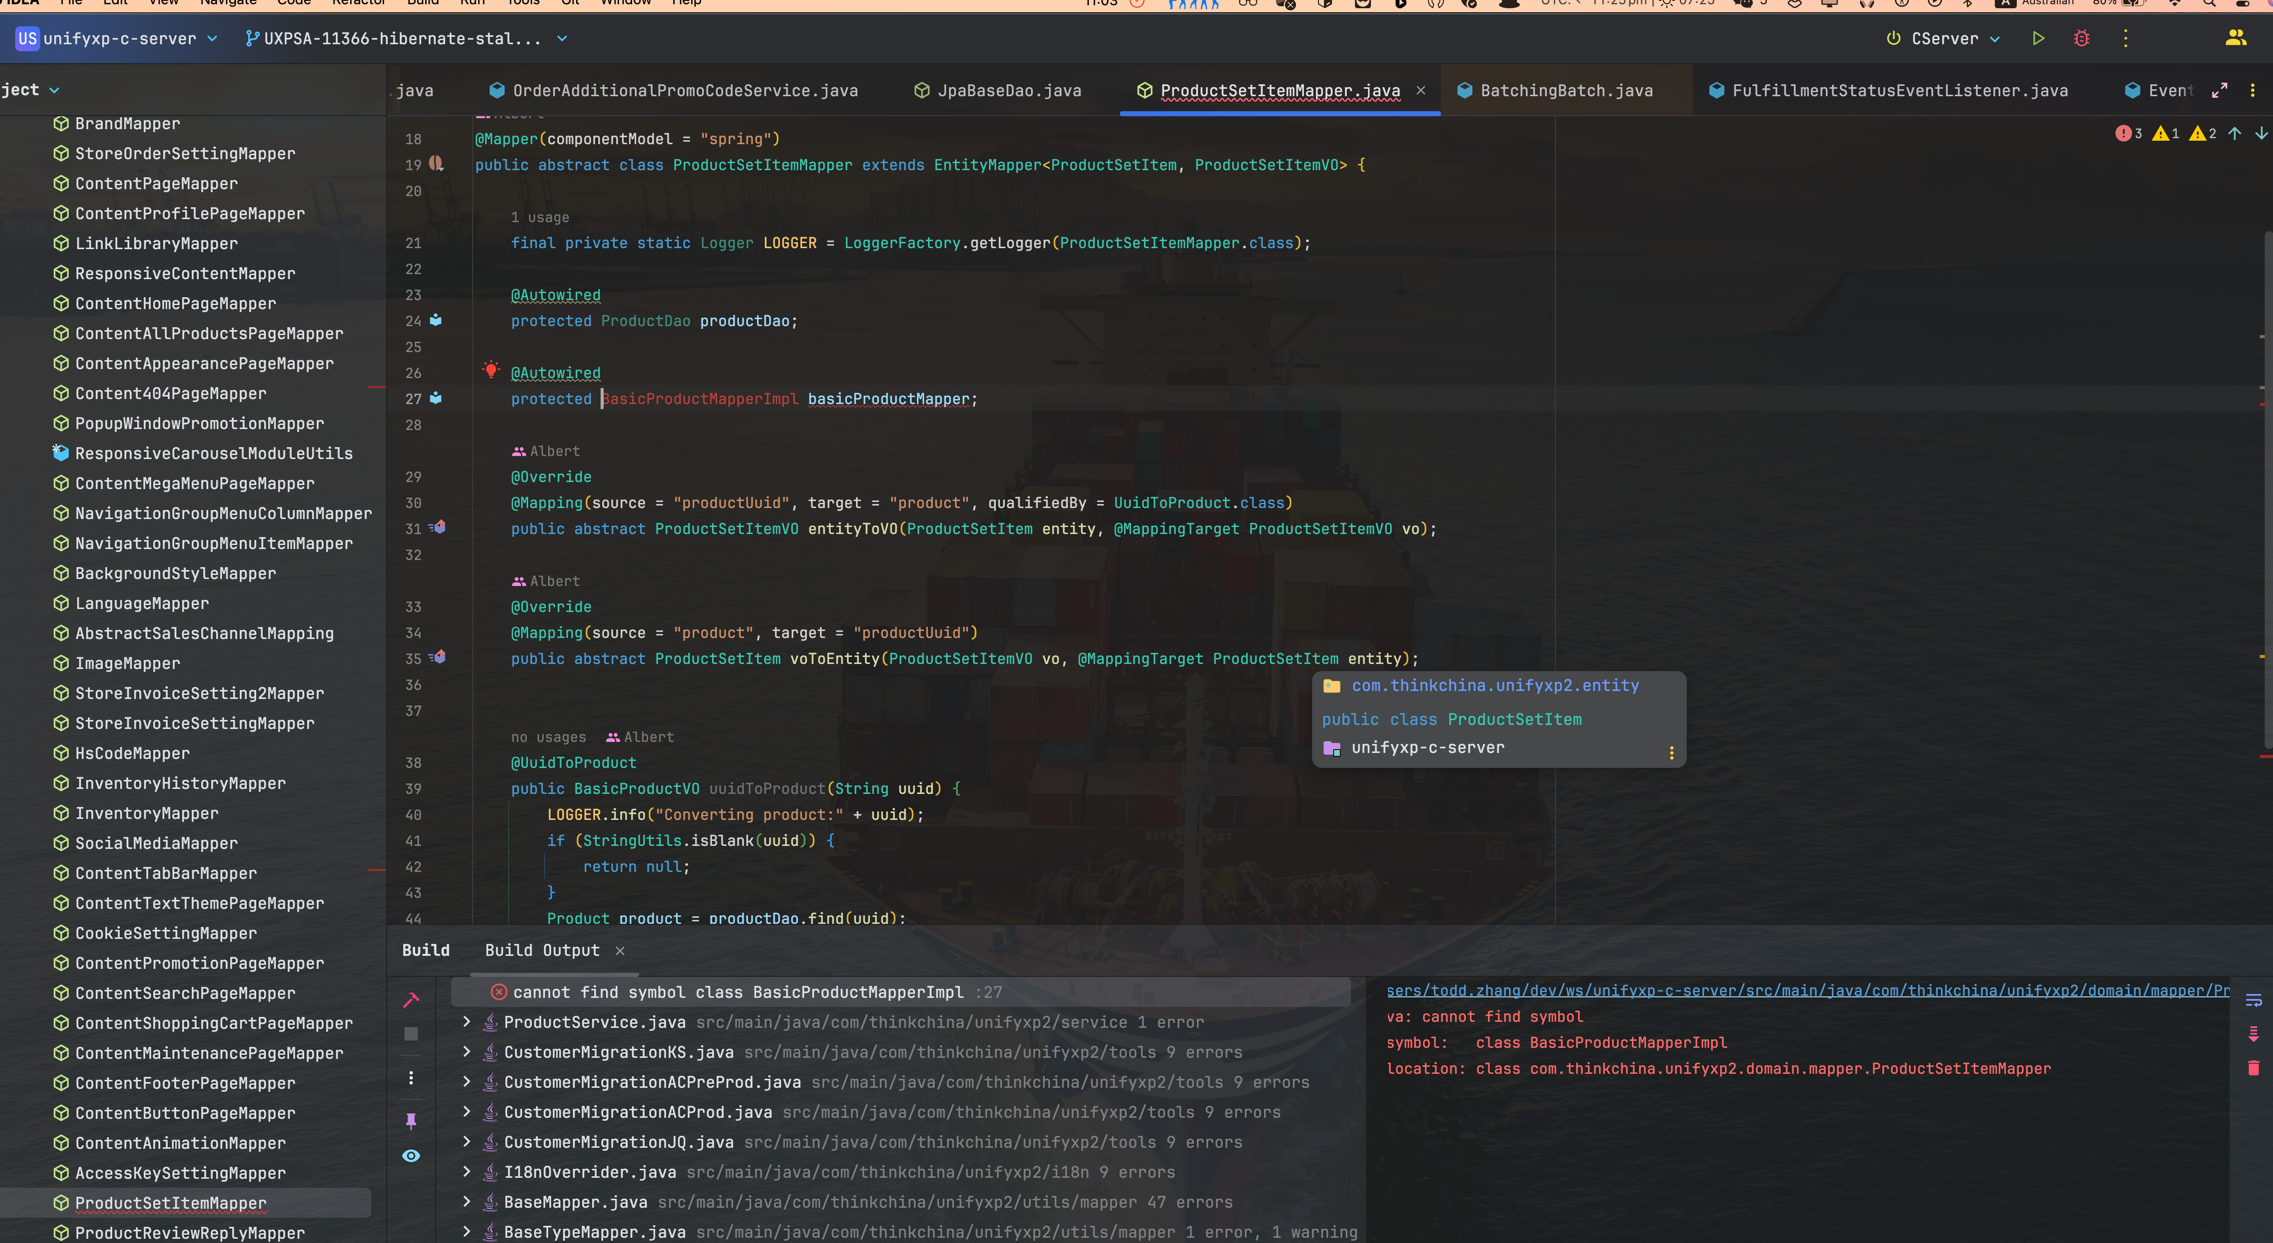 IDEA File Edit View Navigate Code Refactor Build Run Tools Git Window Help 11:03 Australian 80%
US unifyxp-c-server UXPSA-11366-hibernate-stal... CServer
ject
.java OrderAdditionalPromoCodeService.java JpaBaseDao.java ProductSetItemMapper.java BatchingBatch.java FulfillmentStatusEventListener.java Event
3 1 2
BrandMapper
StoreOrderSettingMapper
ContentPageMapper
ContentProfilePageMapper
LinkLibraryMapper
ResponsiveContentMapper
ContentHomePageMapper
ContentAllProductsPageMapper
ContentAppearancePageMapper
Content404PageMapper
PopupWindowPromotionMapper
ResponsiveCarouselModuleUtils
ContentMegaMenuPageMapper
NavigationGroupMenuColumnMapper
NavigationGroupMenuItemMapper
BackgroundStyleMapper
LanguageMapper
AbstractSalesChannelMapping
ImageMapper
StoreInvoiceSetting2Mapper
StoreInvoiceSettingMapper
HsCodeMapper
InventoryHistoryMapper
InventoryMapper
SocialMediaMapper
ContentTabBarMapper
ContentTextThemePageMapper
CookieSettingMapper
ContentPromotionPageMapper
ContentSearchPageMapper
ContentShoppingCartPageMapper
ContentMaintenancePageMapper
ContentFooterPageMapper
ContentButtonPageMapper
ContentAnimationMapper
AccessKeySettingMapper
ProductSetItemMapper
ProductReviewReplyMapper
Albert
18 @Mapper(componentModel = "spring")
19 public abstract class ProductSetItemMapper extends EntityMapper<ProductSetItem, ProductSetItemVO> {
20
1 usage
21 final private static Logger LOGGER = LoggerFactory.getLogger(ProductSetItemMapper.class);
22
23 @Autowired
24 protected ProductDao productDao;
25
26 @Autowired
27 protected BasicProductMapperImpl basicProductMapper;
28
Albert
29 @Override
30 @Mapping(source = "productUuid", target = "product", qualifiedBy = UuidToProduct.class)
31 public abstract ProductSetItemVO entityToVO(ProductSetItem entity, @MappingTarget ProductSetItemVO vo);
32
Albert
33 @Override
34 @Mapping(source = "product", target = "productUuid")
35 public abstract ProductSetItem voToEntity(ProductSetItemVO vo, @MappingTarget ProductSetItem entity);
36
37
no usages Albert
38 @UuidToProduct
39 public BasicProductVO uuidToProduct(String uuid) {
40 LOGGER.info("Converting product:" + uuid);
41 if (StringUtils.isBlank(uuid)) {
42 return null;
43 }
44 Product product = productDao.find(uuid);
com.thinkchina.unifyxp2.entity
public class ProductSetItem
unifyxp-c-server
Build Build Output
cannot find symbol class BasicProductMapperImpl :27
ProductService.java src/main/java/com/thinkchina/unifyxp2/service 1 error
CustomerMigrationKS.java src/main/java/com/thinkchina/unifyxp2/tools 9 errors
CustomerMigrationACPreProd.java src/main/java/com/thinkchina/unifyxp2/tools 9 errors
CustomerMigrationACProd.java src/main/java/com/thinkchina/unifyxp2/tools 9 errors
CustomerMigrationJQ.java src/main/java/com/thinkchina/unifyxp2/tools 9 errors
I18nOverrider.java src/main/java/com/thinkchina/unifyxp2/i18n 9 errors
BaseMapper.java src/main/java/com/thinkchina/unifyxp2/utils/mapper 47 errors
BaseTypeMapper.java src/main/java/com/thinkchina/unifyxp2/utils/mapper 1 error, 1 warning
sers/todd.zhang/dev/ws/unifyxp-c-server/src/main/java/com/thinkchina/unifyxp2/domain/mapper/Pr
va: cannot find symbol
symbol: class BasicProductMapperImpl
location: class com.thinkchina.unifyxp2.domain.mapper.ProductSetItemMapper